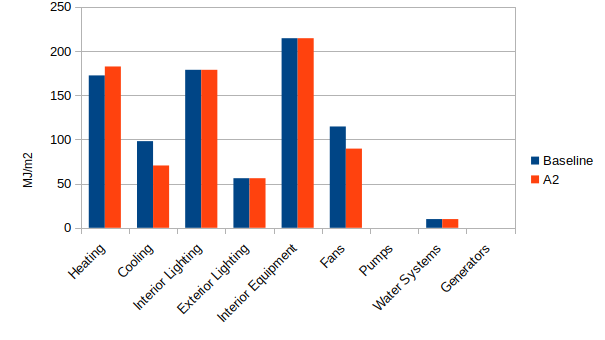 250
200
150
100
50
0
MJ/m2
Heating
Cooling
Interior Lighting
Exterior Lighting
Interior Equipment
Fans
Pumps
Water Systems
Generators
Baseline
A2